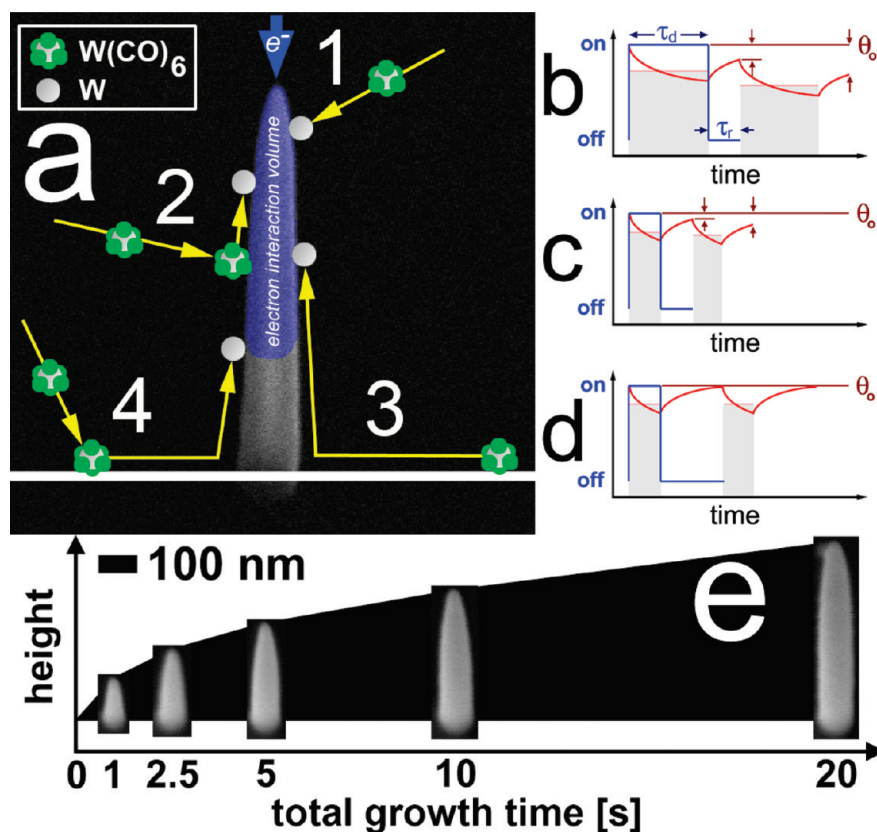 W(CO)6
W
a
e-
1
2
3
4
electron interaction volume
b
on
off
τd
τr
θo
time
c
on
off
θo
time
d
on
off
θo
time
100 nm
e
height
0 1 2.5 5 10 20
total growth time [s]